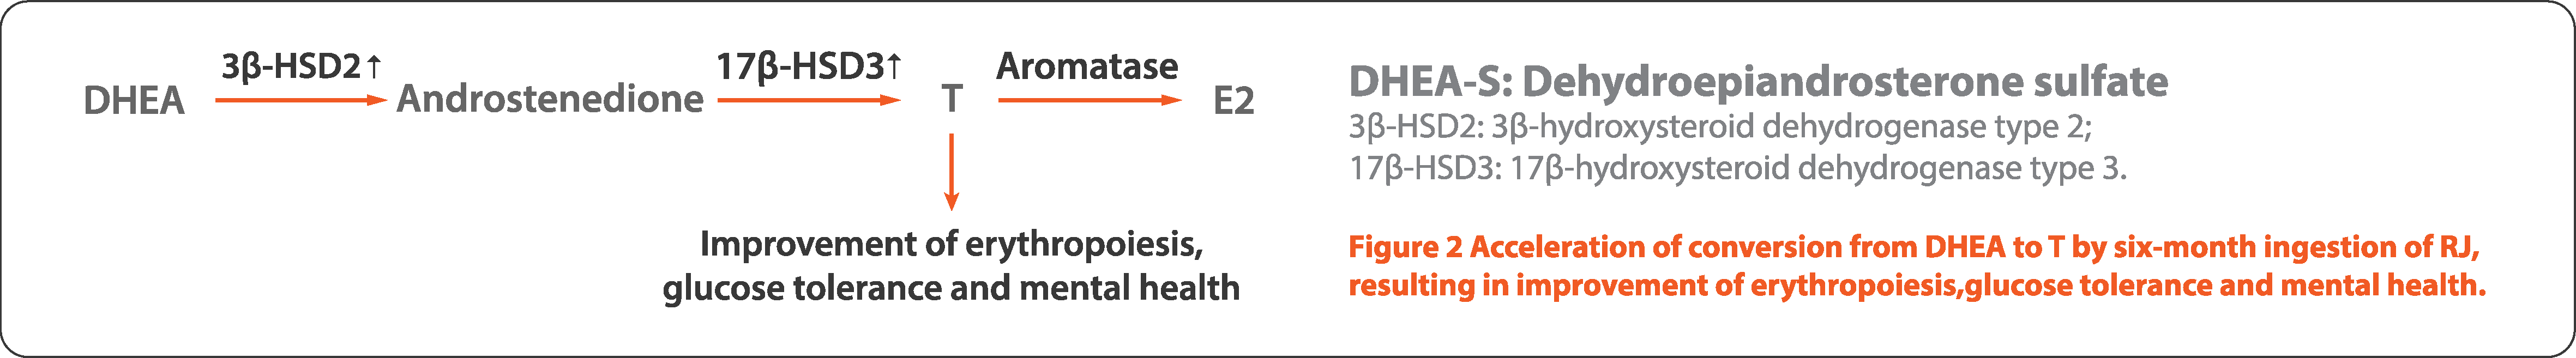 3β-HSD2↑
17β-HSD3↑
Aromatase
DHEA
Androstenedione
T
E2
Improvement of erythropoiesis,
glucose tolerance and mental health
DHEA-S: Dehydroepiandrosterone sulfate
3β-HSD2: 3β-hydroxysteroid dehydrogenase type 2;
17β-HSD3: 17β-hydroxysteroid dehydrogenase type 3.
Figure 2 Acceleration of conversion from DHEA to T by six-month ingestion of RJ,
resulting in improvement of erythropoiesis,glucose tolerance and mental health.